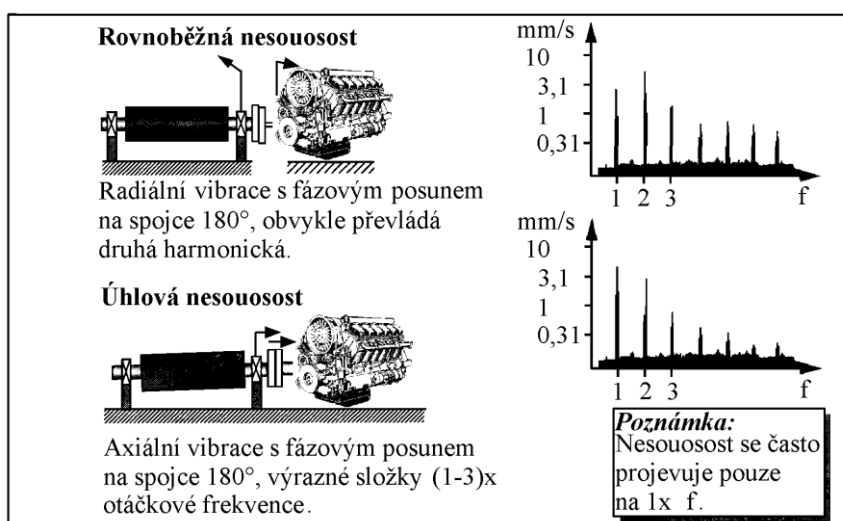 Rovnoběžná nesouosost
Radiální vibrace s fázovým posunem
na spojce 180°, obvykle převládá
druhá harmonická.
mm/s
10
3,1
1
0,31
1 2 3 f
Úhlová nesouosost
Axiální vibrace s fázovým posunem
na spojce 180°, výrazné složky (1-3)x
otáčkové frekvence.
mm/s
10
3,1
1
0,31
1 2 3 f
Poznámka:
Nesouosost se často
projevuje pouze
na 1x f.